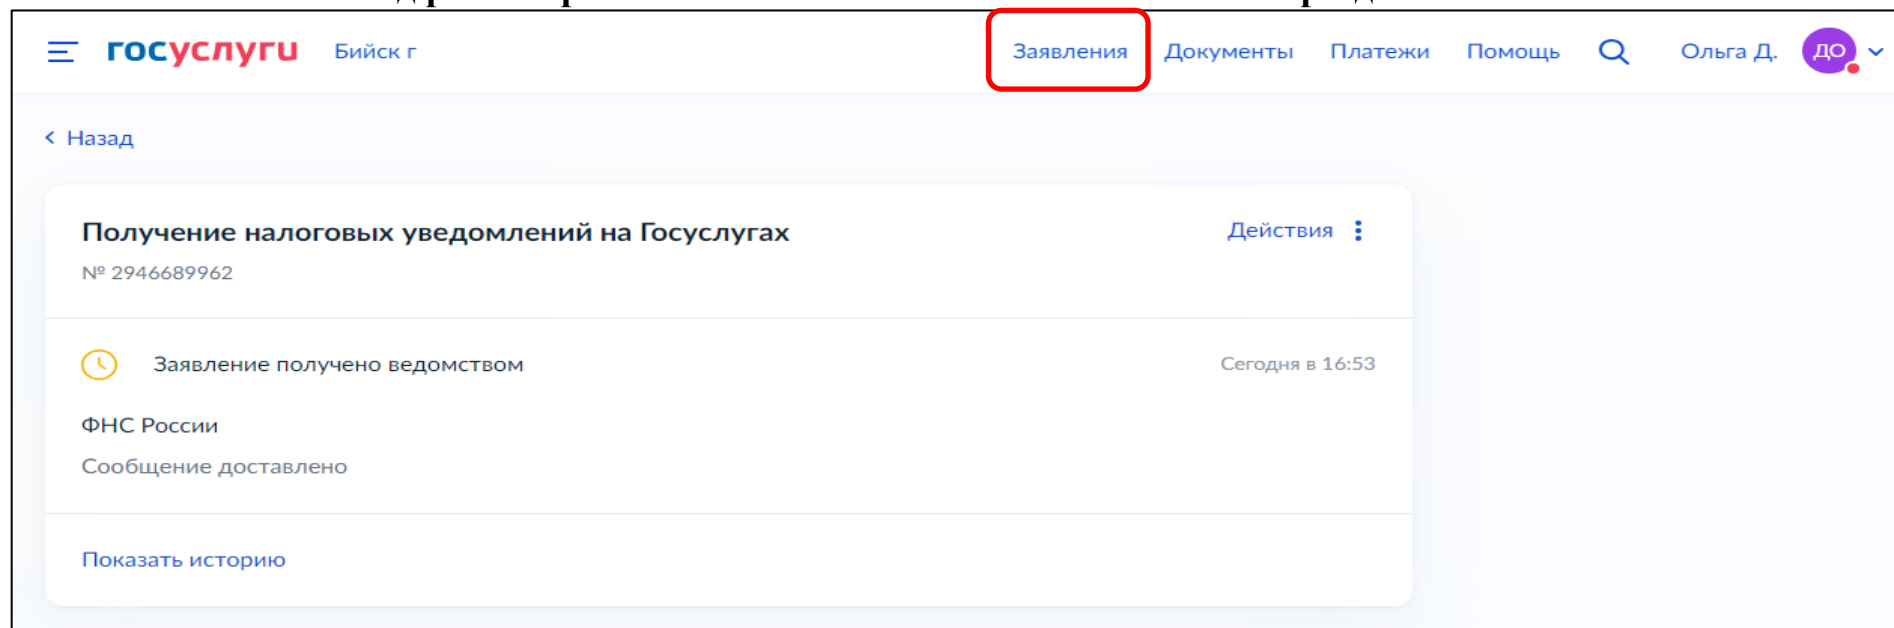 госуслуги Бийск г Заявления Документы Платежи Помощь Ольга Д. ДО
Назад
Получение налоговых уведомлений на Госуслугах Действия
№ 2946689962
Заявление получено ведомством Сегодня в 16:53
ФНС России
Сообщение доставлено
Показать историю